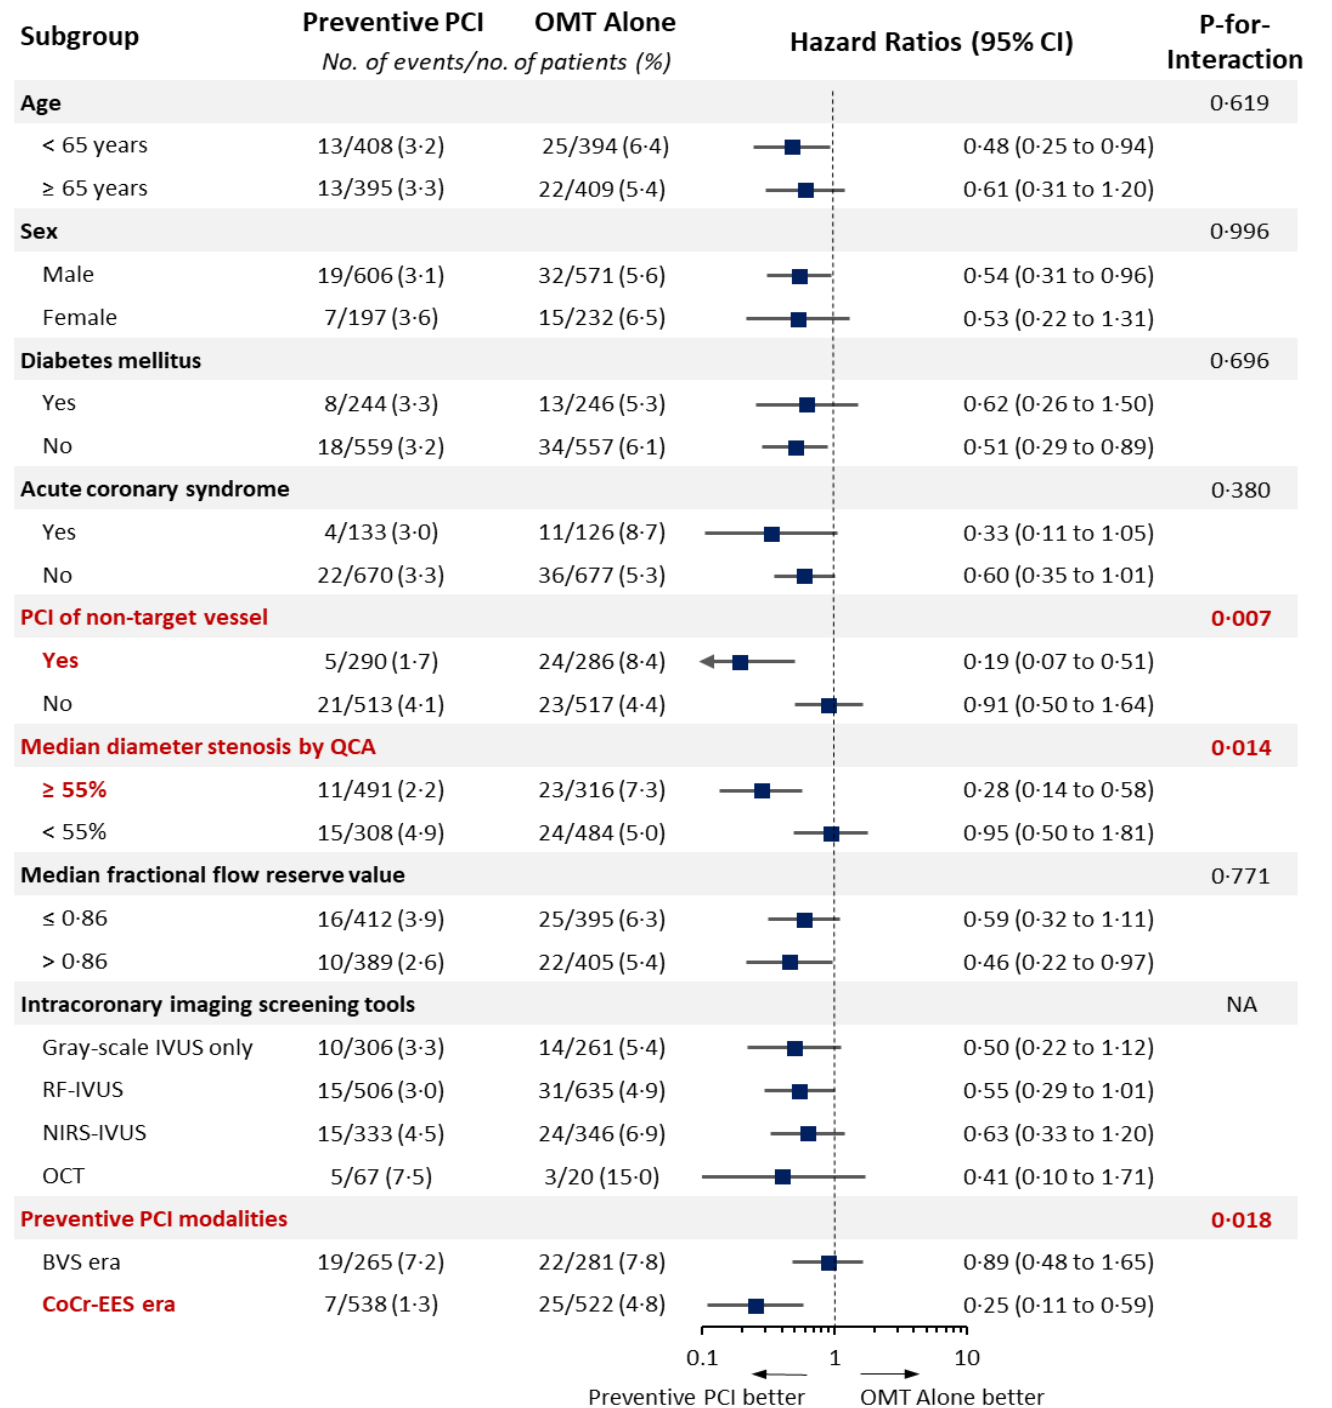 Subgroup Preventive PCI OMT Alone Hazard Ratios (95% CI) P-for-Interaction
No. of events/no. of patients (%)
Age 0·619
< 65 years 13/408 (3·2) 25/394 (6·4) 0·48 (0·25 to 0·94)
≥ 65 years 13/395 (3·3) 22/409 (5·4) 0·61 (0·31 to 1·20)
Sex 0·996
Male 19/606 (3·1) 32/571 (5·6) 0·54 (0·31 to 0·96)
Female 7/197 (3·6) 15/232 (6·5) 0·53 (0·22 to 1·31)
Diabetes mellitus 0·696
Yes 8/244 (3·3) 13/246 (5·3) 0·62 (0·26 to 1·50)
No 18/559 (3·2) 34/557 (6·1) 0·51 (0·29 to 0·89)
Acute coronary syndrome 0·380
Yes 4/133 (3·0) 11/126 (8·7) 0·33 (0·11 to 1·05)
No 22/670 (3·3) 36/677 (5·3) 0·60 (0·35 to 1·01)
PCI of non-target vessel 0·007
Yes 5/290 (1·7) 24/286 (8·4) 0·19 (0·07 to 0·51)
No 21/513 (4·1) 23/517 (4·4) 0·91 (0·50 to 1·64)
Median diameter stenosis by QCA 0·014
≥ 55% 11/491 (2·2) 23/316 (7·3) 0·28 (0·14 to 0·58)
< 55% 15/308 (4·9) 24/484 (5·0) 0·95 (0·50 to 1·81)
Median fractional flow reserve value 0·771
≤ 0·86 16/412 (3·9) 25/395 (6·3) 0·59 (0·32 to 1·11)
> 0·86 10/389 (2·6) 22/405 (5·4) 0·46 (0·22 to 0·97)
Intracoronary imaging screening tools NA
Gray-scale IVUS only 10/306 (3·3) 14/261 (5·4) 0·50 (0·22 to 1·12)
RF-IVUS 15/506 (3·0) 31/635 (4·9) 0·55 (0·29 to 1·01)
NIRS-IVUS 15/333 (4·5) 24/346 (6·9) 0·63 (0·33 to 1·20)
OCT 5/67 (7·5) 3/20 (15·0) 0·41 (0·10 to 1·71)
Preventive PCI modalities 0·018
BVS era 19/265 (7·2) 22/281 (7·8) 0·89 (0·48 to 1·65)
CoCr-EES era 7/538 (1·3) 25/522 (4·8) 0·25 (0·11 to 0·59)
0.1 1 10
Preventive PCI better OMT Alone better